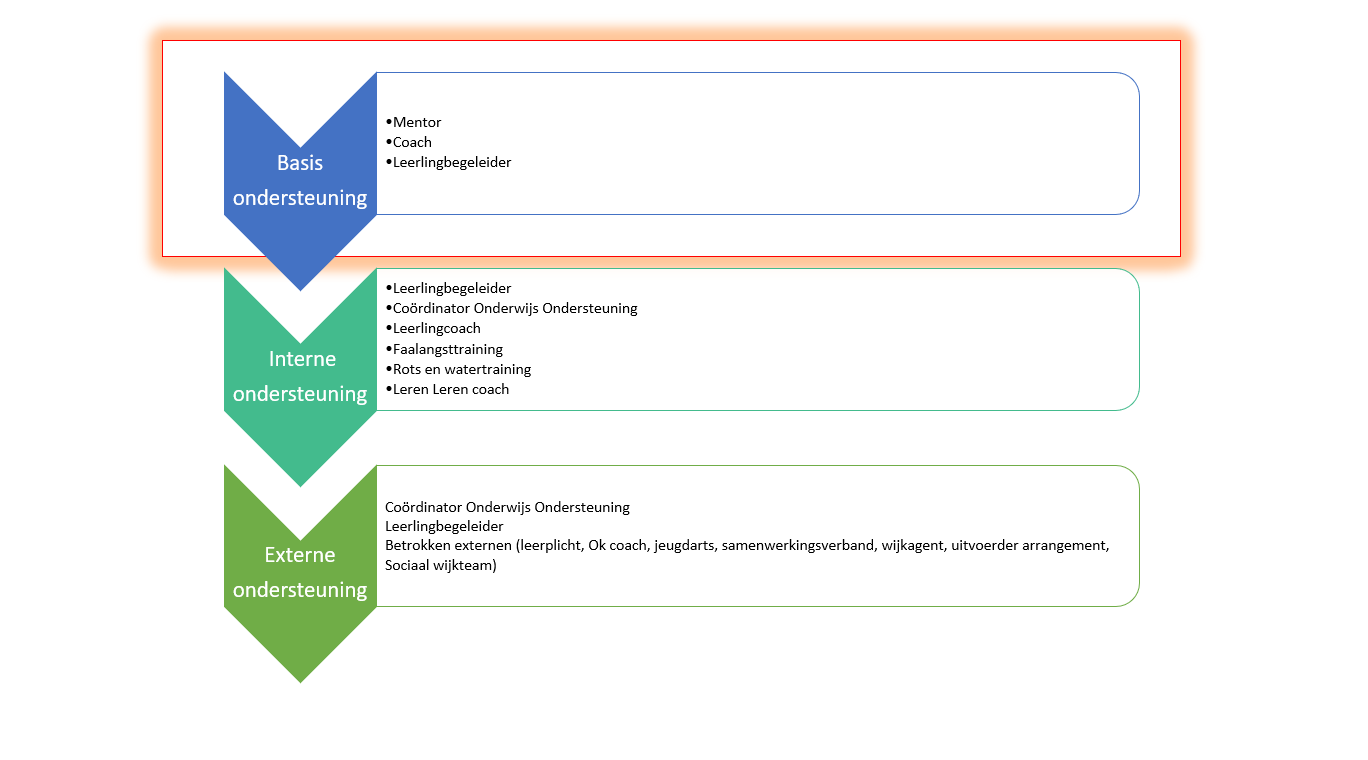 Basis
ondersteuning
•Mentor
•Coach
•Leerlingbegeleider
Interne
ondersteuning
•Leerlingbegeleider
•Coördinator Onderwijs Ondersteuning
•Leerlingcoach
•Faalangsttraining
•Rots en watertraining
•Leren Leren coach
Externe
ondersteuning
Coördinator Onderwijs Ondersteuning
Leerlingbegeleider
Betrokken externen (leerplicht, Ok coach, jeugdarts, samenwerkingsverband, wijkagent, uitvoerder arrangement,
Sociaal wijkteam)